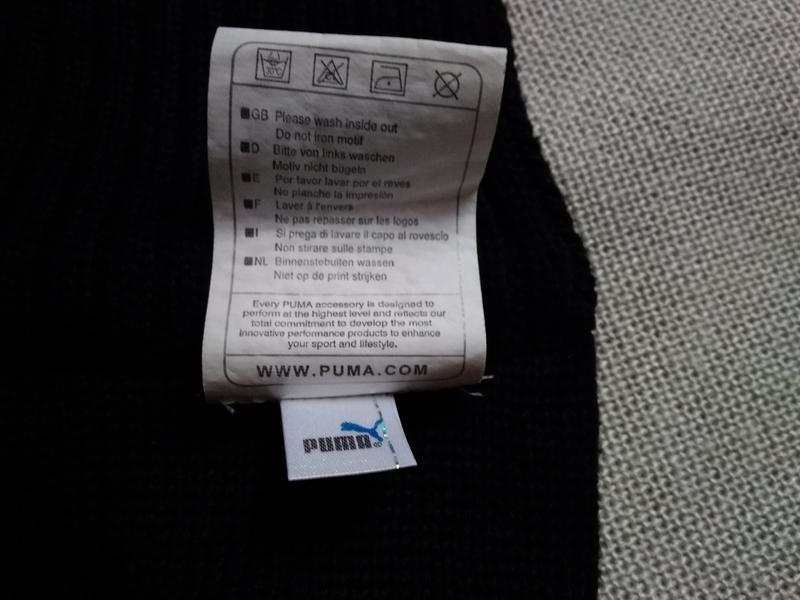 30°C
GB Please wash inside out
Do not iron motif
D Bitte von links waschen
Motiv nicht bügeln
E Por favor lavar por el reves
No planche la impresión
F Laver à l'envers
Ne pas repasser sur les logos
I Si prega di lavare il capo al rovescio
Non stirare sulle stampe
NL Binnenstebuiten wassen
Niet op de print strijken
Every PUMA accessory is designed to
perform at the highest level and reflects our
total commitment to develop the most
innovative performance products to enhance
your sport and lifestyle.
WWW.PUMA.COM
PUMA®